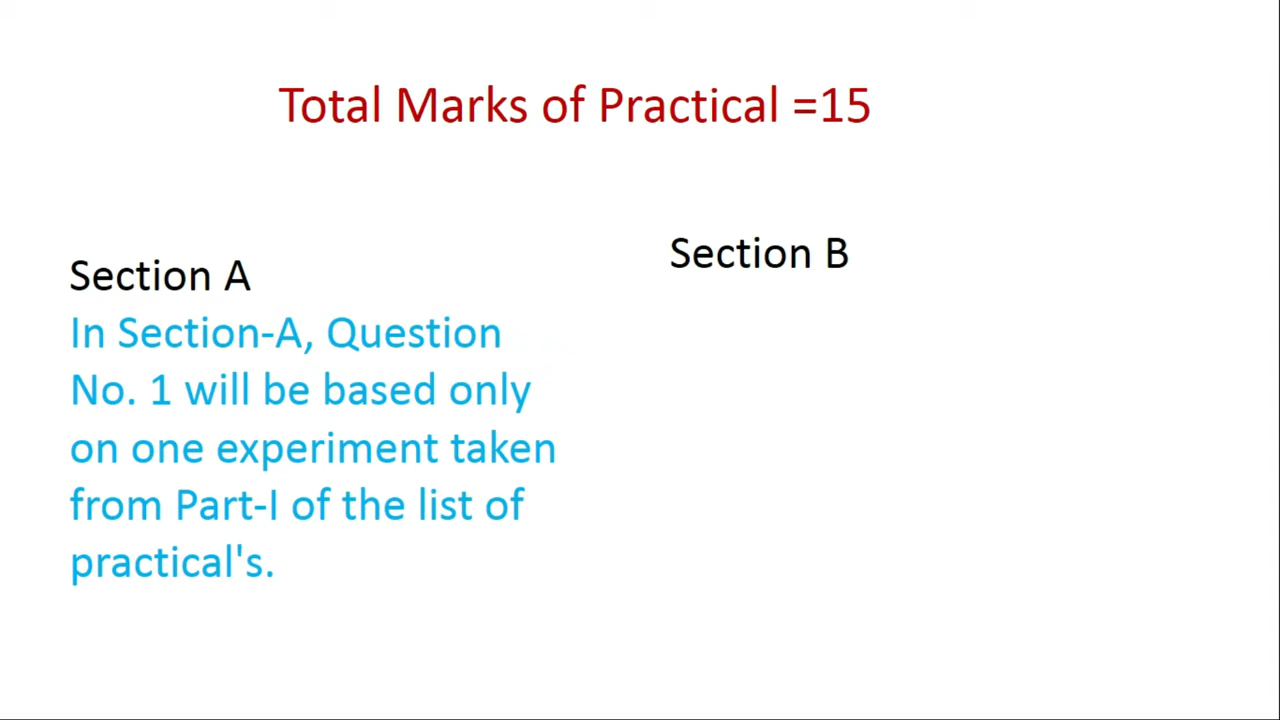 Total Marks of Practical =15
Section A
In Section-A, Question
No. 1 will be based only
on one experiment taken
from Part-I of the list of
practical's.
Section B